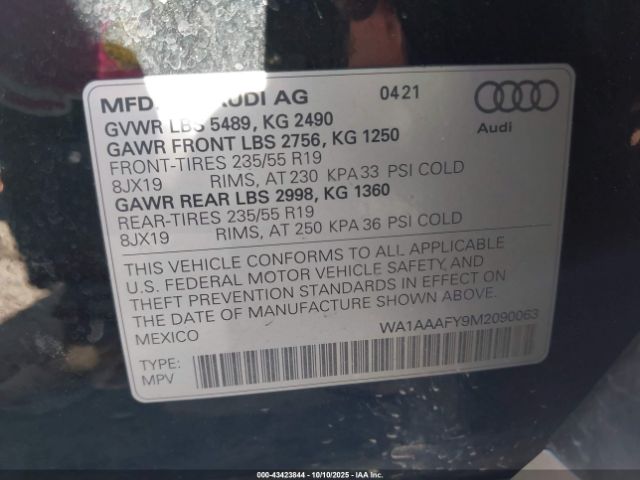 MFD. AUDI AG 04 21
GVWR LBS 5489, KG 2490
GAWR FRONT LBS 2756, KG 1250
FRONT-TIRES 235/55 R19
8JX19 RIMS, AT 230 KPA 33 PSI COLD
GAWR REAR LBS 2998, KG 1360
REAR-TIRES 235/55 R19
8JX19 RIMS, AT 250 KPA 36 PSI COLD
Audi
THIS VEHICLE CONFORMS TO ALL APPLICABLE
U.S. FEDERAL MOTOR VEHICLE SAFETY, AND
THEFT PREVENTION STANDARDS IN EFFECT ON
THE DATE OF MANUFACTURE SHOWN ABOVE.
MEXICO
WA1AAAFY9M2090063
TYPE:
MPV
000-43423844 - 10/10/2025 - iaai.com